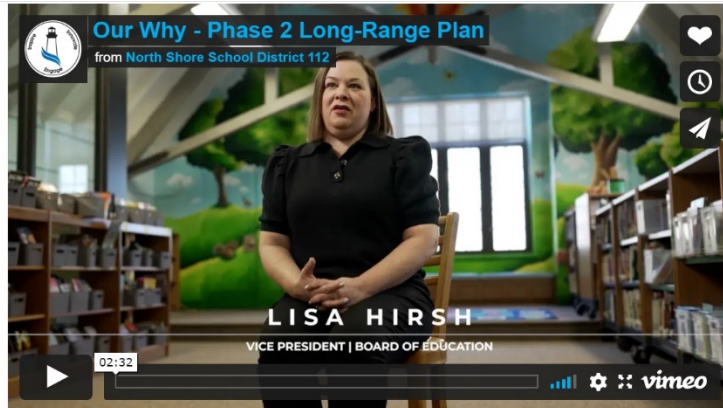 Our Why - Phase 2 Long-Range Plan
from North Shore School District 112
LISA HIRSH
VICE PRESIDENT | BOARD OF EDUCATION
02:32
vimeo